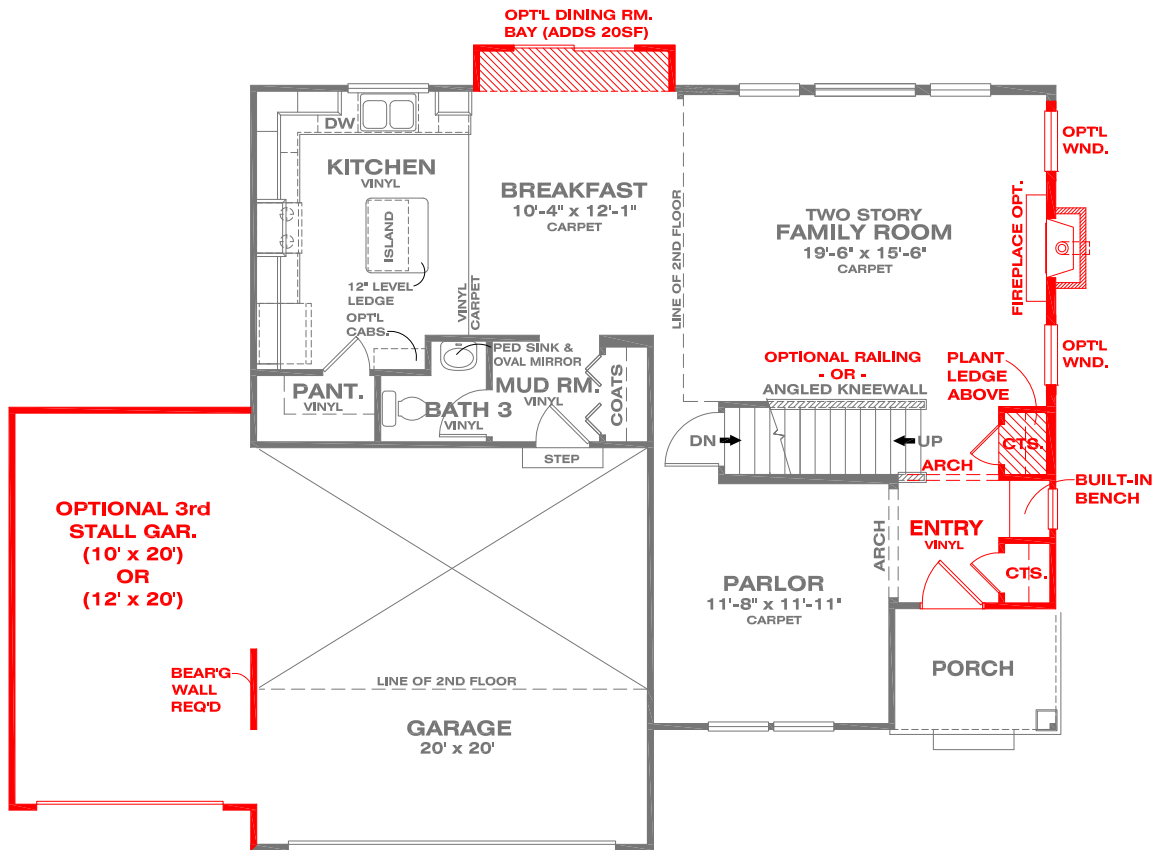 OPT'L DINING RM.
BAY (ADDS 20SF)
DW
KITCHEN
VINYL
ISLAND
12" LEVEL
LEDGE
OPT'L
CABS.
VINYL
CARPET
BREAKFAST
10'-4" x 12'-1"
CARPET
LINE OF 2ND FLOOR
TWO STORY
FAMILY ROOM
19'-6" x 15'-6"
CARPET
OPT'L
WND.
FIREPLACE OPT.
OPT'L
WND.
PED SINK &
OVAL MIRROR
PANT.
VINYL
BATH 3
VINYL
MUD RM.
VINYL
COATS
STEP
OPTIONAL RAILING
- OR -
ANGLED KNEEWALL
PLANT
LEDGE
ABOVE
DN
UP
CTS.
ARCH
BUILT-IN
BENCH
ENTRY
VINYL
ARCH
CTS.
PARLOR
11'-8" x 11'-11"
CARPET
PORCH
OPTIONAL 3rd
STALL GAR.
(10' x 20')
OR
(12' x 20')
BEAR'G
WALL
REQ'D
LINE OF 2ND FLOOR
GARAGE
20' x 20'